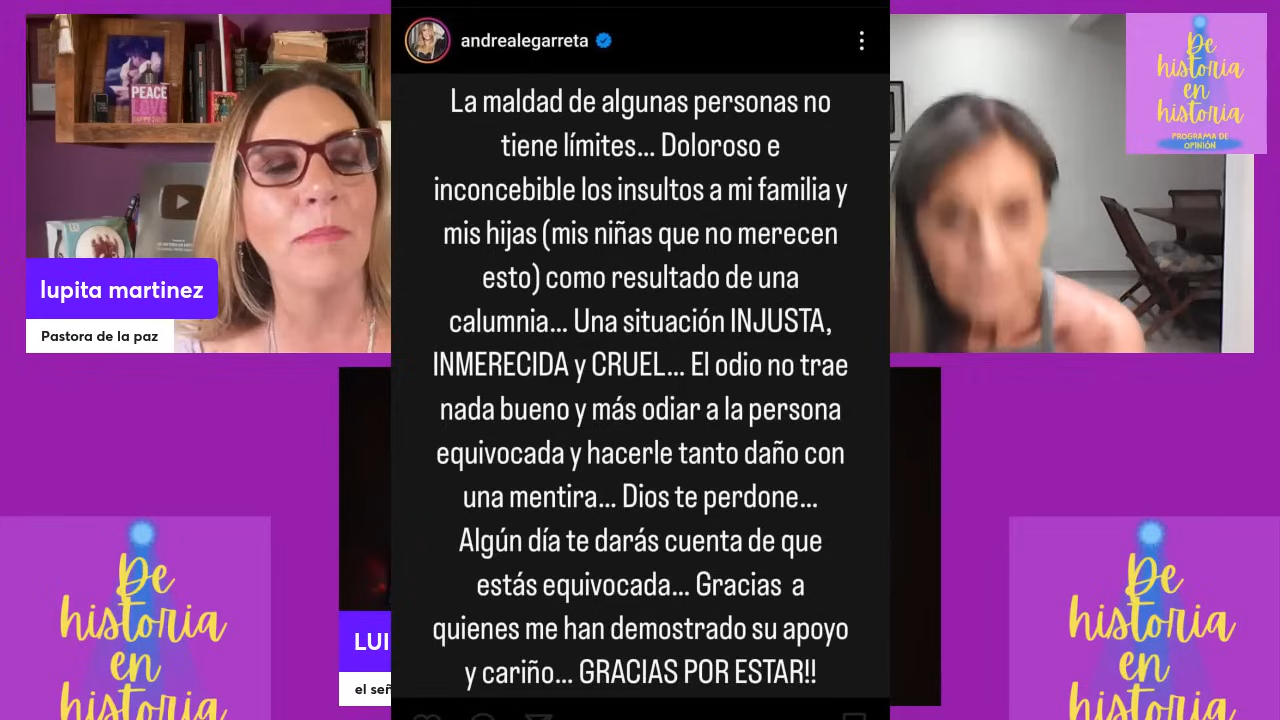 andrealegarreta
La maldad de algunas personas no
tiene límites... Doloroso e
inconcebible los insultos a mi familia y
mis hijas (mis niñas que no merecen
esto) como resultado de una
calumnia... Una situación INJUSTA,
INMERECIDA y CRUEL... El odio no trae
nada bueno y más odiar a la persona
equivocada y hacerle tanto daño con
una mentira... Dios te perdone...
Algún día te darás cuenta de que
estás equivocada... Gracias a
quienes me han demostrado su apoyo
y cariño... GRACIAS POR ESTAR!!
PEACE
LOVE
lupita martinez
Pastora de la paz
De
historia
en
historia
PROGRAMA DE
OPINIÓN
LUI
el señ
De
historia
en
historia
De
historia
en
historia